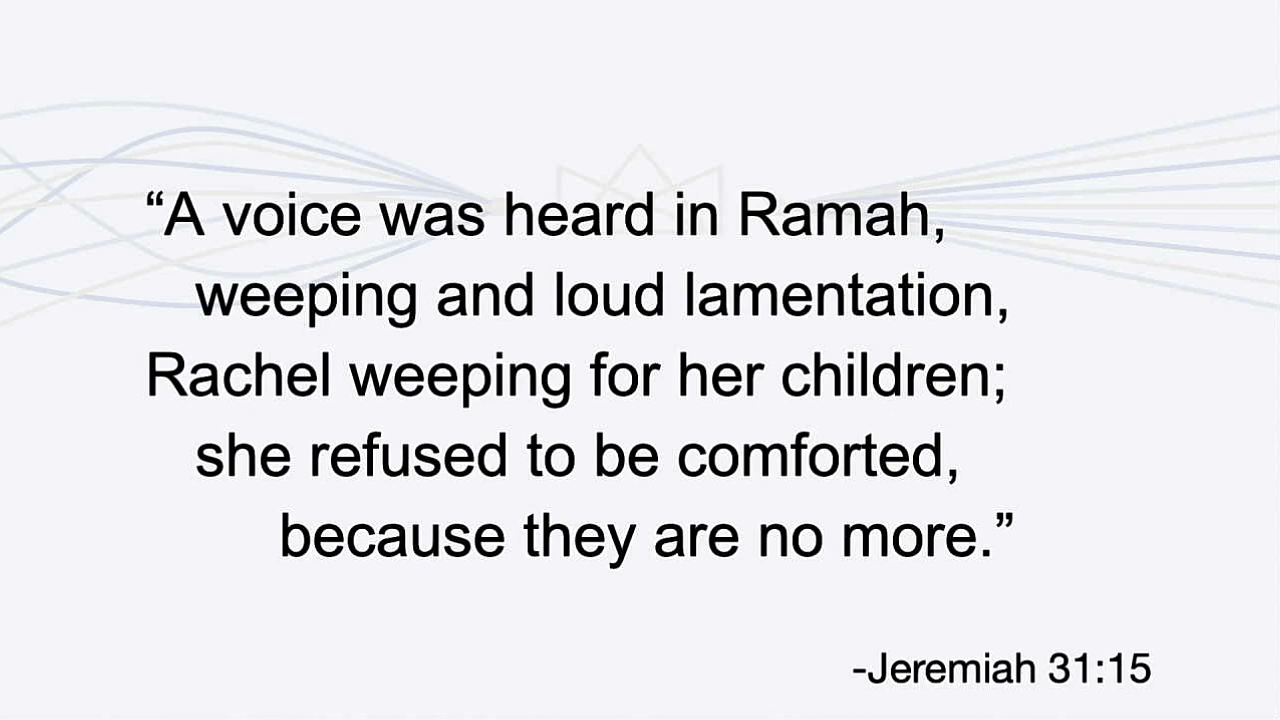 “A voice was heard in Ramah,
weeping and loud lamentation,
Rachel weeping for her children;
she refused to be comforted,
because they are no more.”
-Jeremiah 31:15